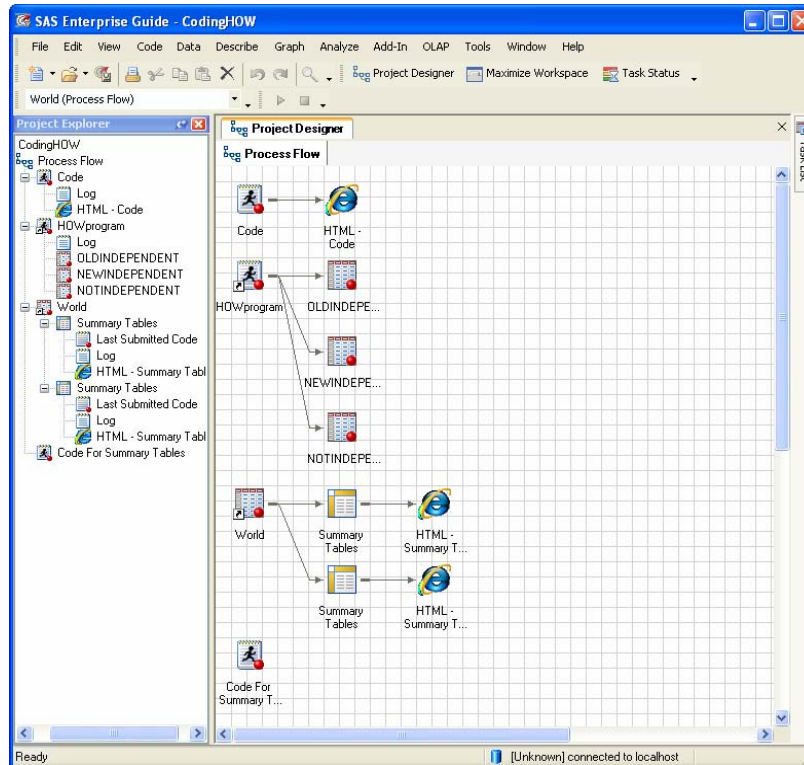 SAS Enterprise Guide - CodingHOW
File Edit View Code Data Describe Graph Analyze Add-In OLAP Tools Window Help
Project Designer Maximize Workspace Task Status
World (Process Flow)
Project Explorer
CodingHOW
Process Flow
Code
Log
HTML - Code
HOWprogram
Log
OLDINDEPENDENT
NEWINDEPENDENT
NOTINDEPENDENT
World
Summary Tables
Last Submitted Code
Log
HTML - Summary Tabl
Summary Tables
Last Submitted Code
Log
HTML - Summary Tabl
Code For Summary Tables
Project Designer
Process Flow
Code
HTML -
Code
HOWprogram
OLDINDEPE...
NEWINDEPE...
NOTINDEPE...
World
Summary
Tables
HTML -
Summary T...
Summary
Tables
HTML -
Summary T...
Code For
Summary T...
Ready
[Unknown] connected to localhost